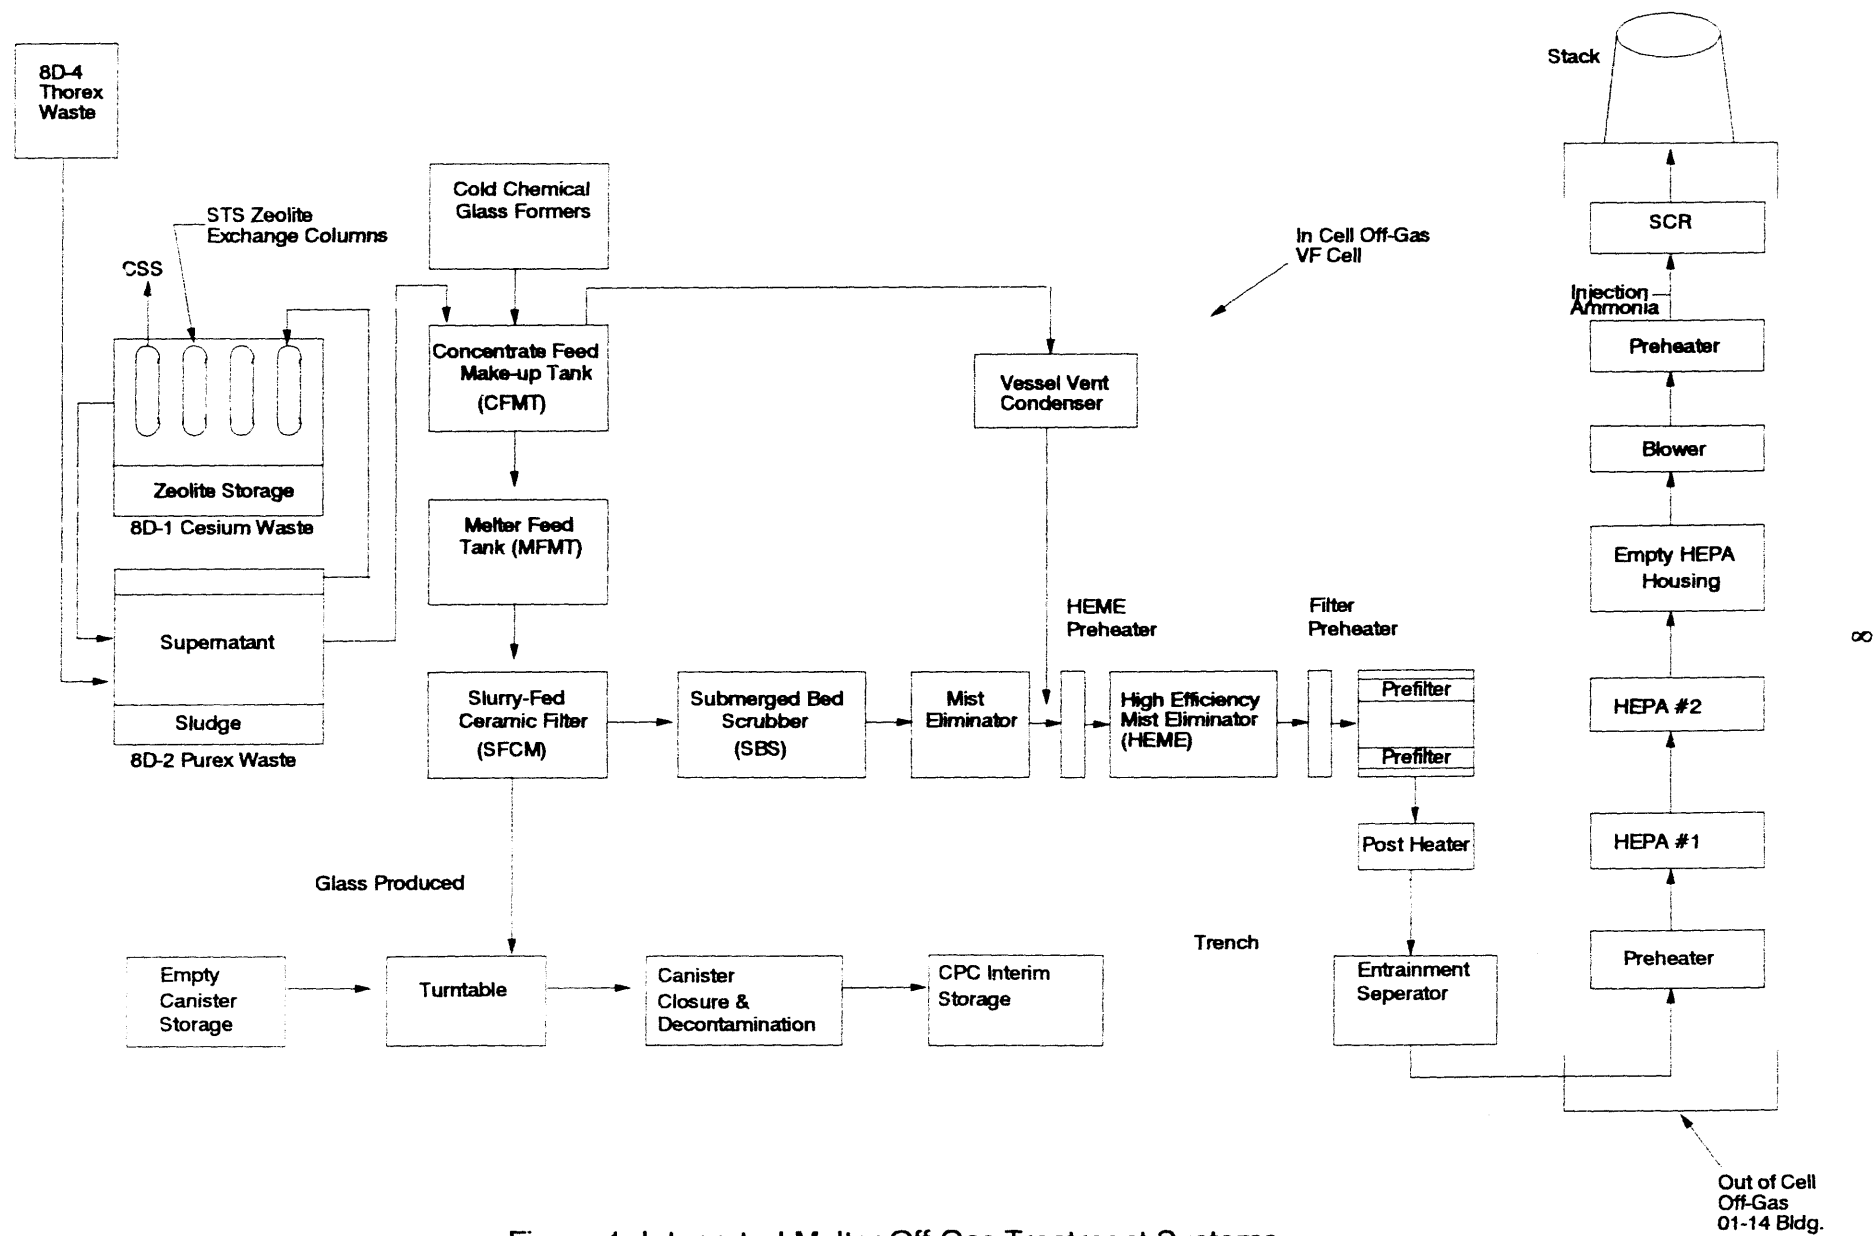 8D-4
Thorex
Waste
STS Zeolite
Exchange Columns
CSS
Zeolite Storage
8D-1 Cesium Waste
Supernatant
Sludge
8D-2 Purex Waste
Cold Chemical
Glass Formers
Concentrate Feed
Make-up Tank
(CFMT)
Melter Feed
Tank (MFMT)
Slurry-Fed
Ceramic Filter
(SFCM)
Submerged Bed
Scrubber
(SBS)
Mist
Eliminator
Vessel Vent
Condenser
In Cell Off-Gas
VF Cell
HEME
Preheater
High Efficiency
Mist Eliminator
(HEME)
Filter
Preheater
Prefilter
Prefilter
Post Heater
Trench
Entrainment
Seperator
Glass Produced
Empty
Canister
Storage
Turntable
Canister
Closure &
Decontamination
CPC Interim
Storage
Stack
SCR
Injection
Ammonia
Preheater
Blower
Empty HEPA
Housing
HEPA #2
HEPA #1
Preheater
Out of Cell
Off-Gas
01-14 Bldg.
8